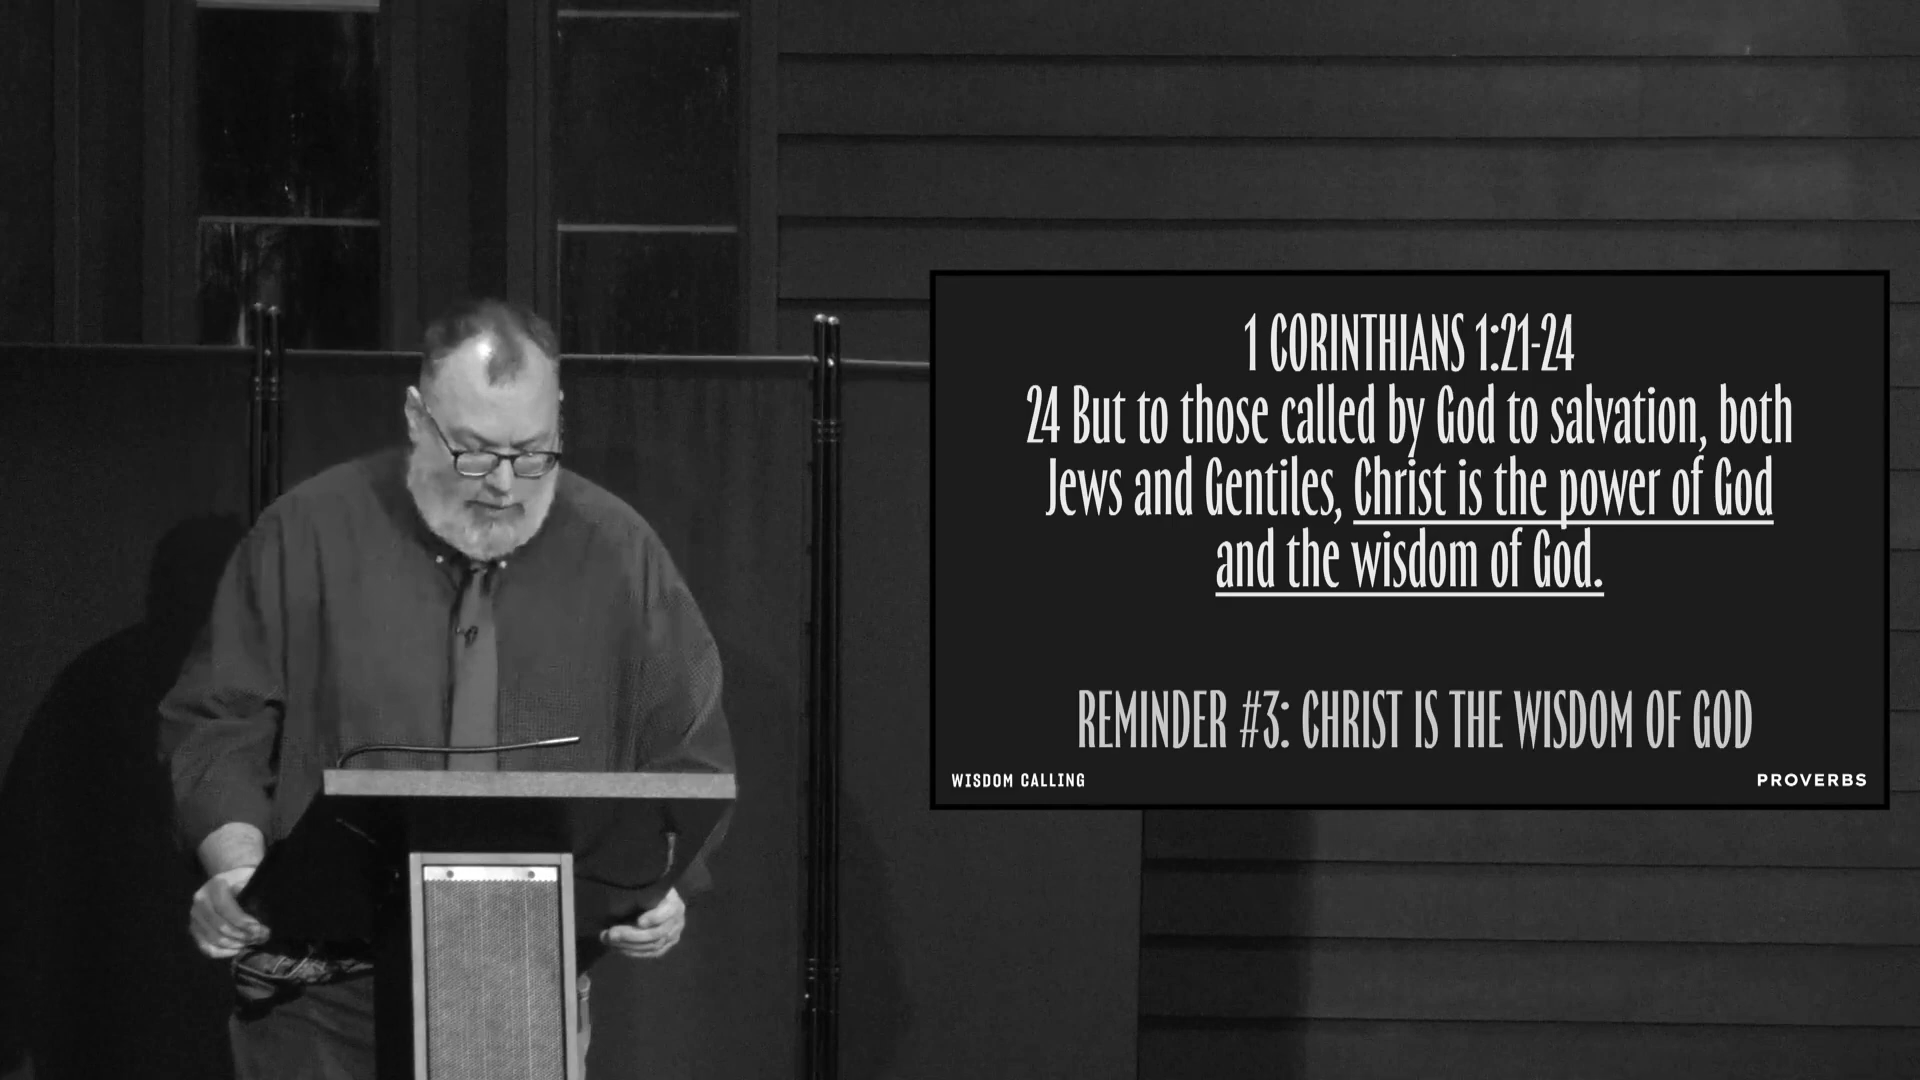 1 CORINTHIANS 1:21-24
24 But to those called by God to salvation, both
Jews and Gentiles, Christ is the power of God
and the wisdom of God.
REMINDER #3: CHRIST IS THE WISDOM OF GOD
WISDOM CALLING
PROVERBS